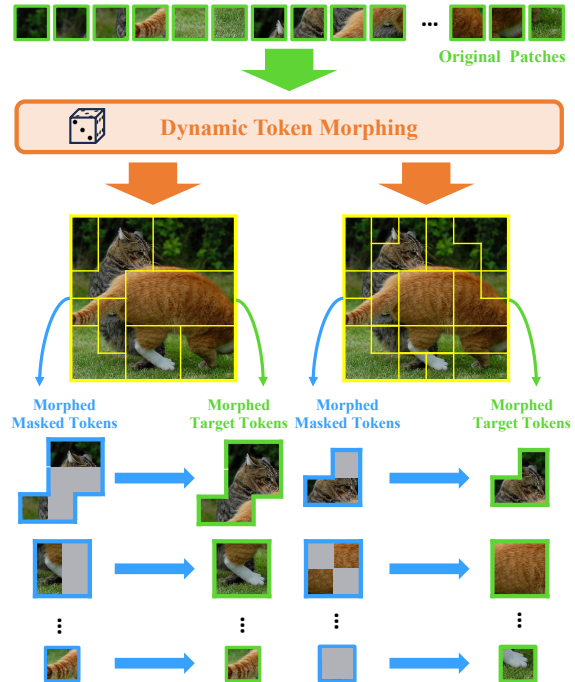 Original Patches
Dynamic Token Morphing
Morphed
Masked Tokens
Morphed
Target Tokens
Morphed
Masked Tokens
Morphed
Target Tokens